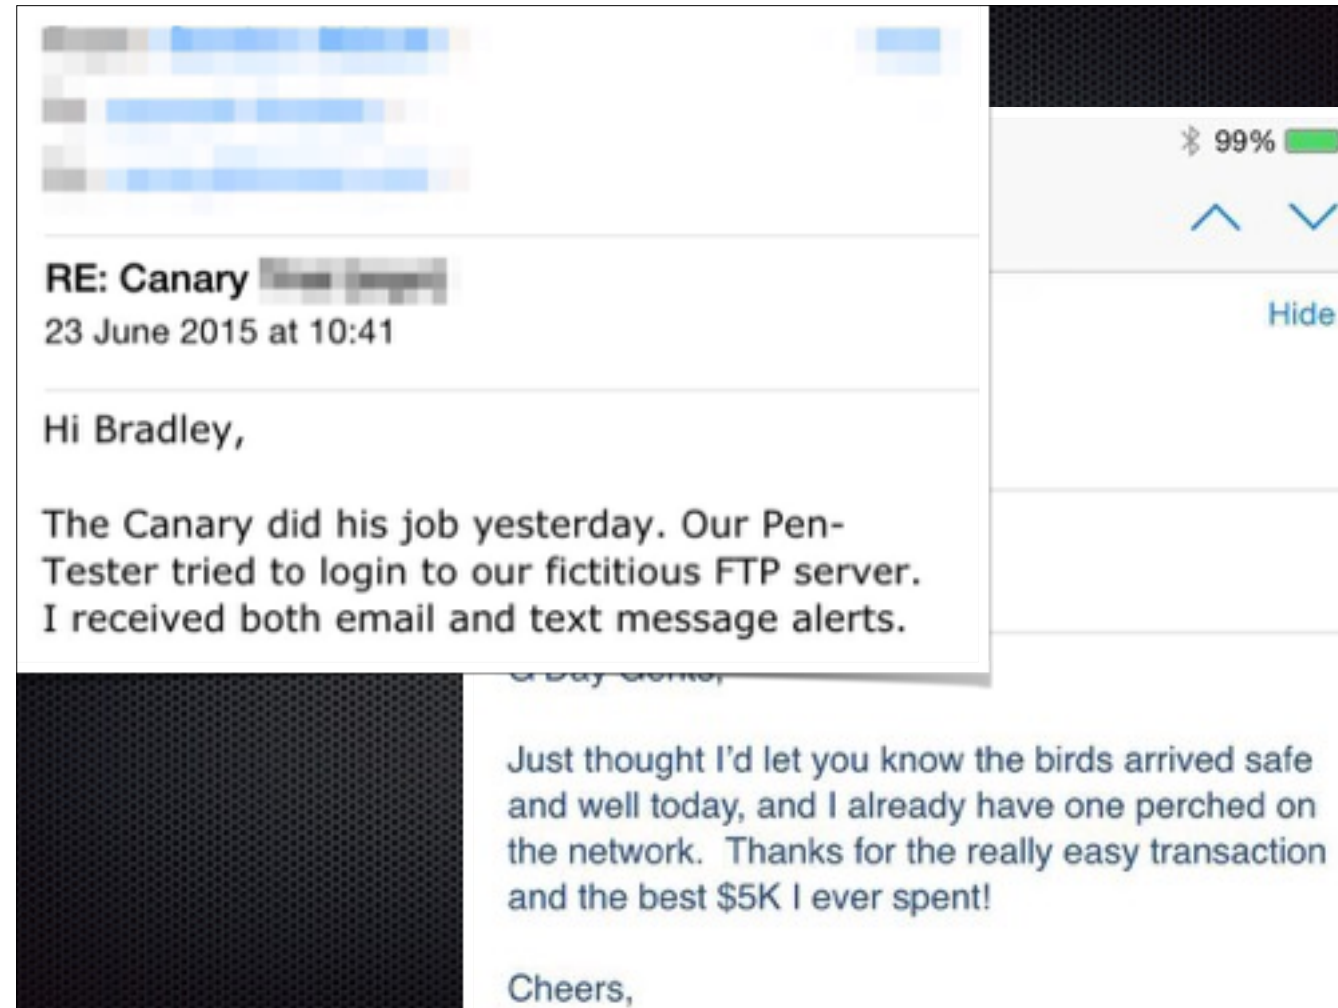 RE: Canary
23 June 2015 at 10:41
Hi Bradley,
The Canary did his job yesterday. Our Pen-
Tester tried to login to our fictitious FTP server.
I received both email and text message alerts.
99%
Hide
Just thought I'd let you know the birds arrived safe
and well today, and I already have one perched on
the network.  Thanks for the really easy transaction
and the best $5K I ever spent!
Cheers,